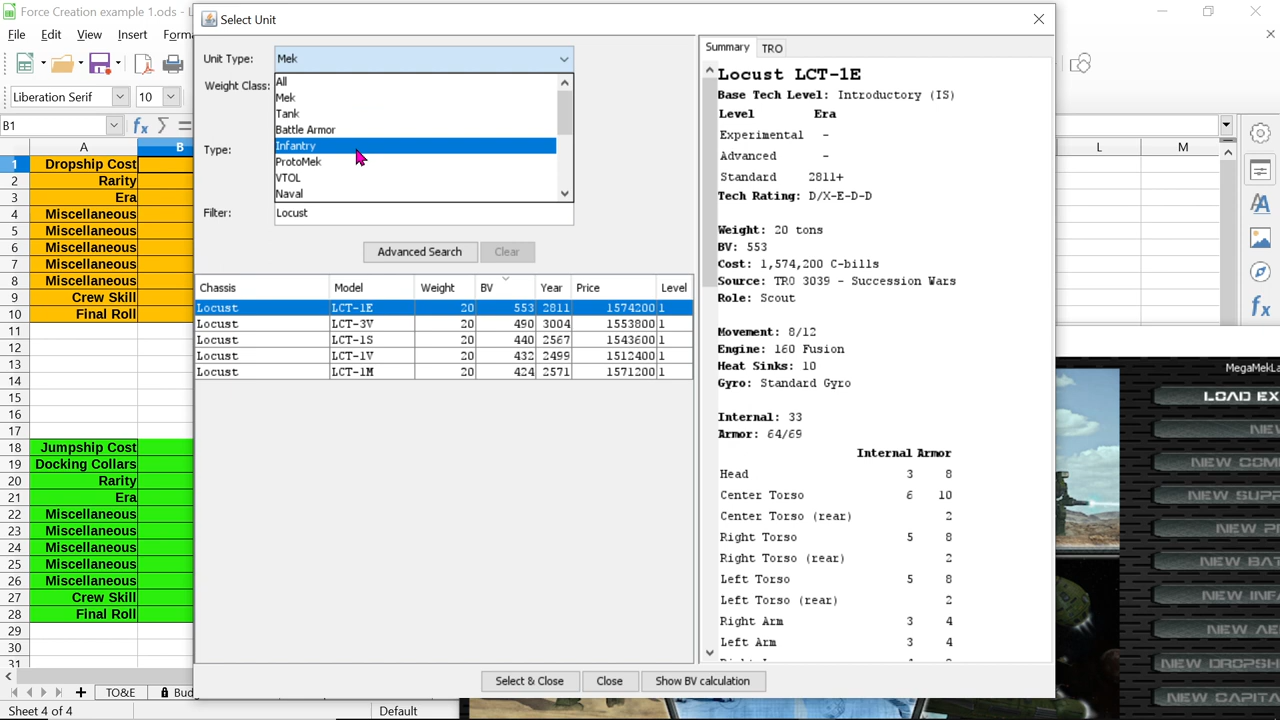 Force Creation example 1.ods - L
Select Unit
File Edit View Insert Forma
Liberation Serif 10
B1
A B L M
1 Dropship Cost
2 Rarity
3 Era
4 Miscellaneous
5 Miscellaneous
6 Miscellaneous
7 Miscellaneous
8 Miscellaneous
9 Crew Skill
10 Final Roll
11
12
13
14
15
16
17
18 Jumpship Cost
19 Docking Collars
20 Rarity
21 Era
22 Miscellaneous
23 Miscellaneous
24 Miscellaneous
25 Miscellaneous
26 Miscellaneous
27 Crew Skill
28 Final Roll
29
30
31
TO&E Budg
Sheet 4 of 4 Default
Unit Type: Mek
Weight Class:
Type:
All
Mek
Tank
Battle Armor
Infantry
ProtoMek
VTOL
Naval
Filter: Locust
Advanced Search Clear
Chassis Model Weight BV Year Price Level
Locust LCT-1E 20 553 2811 1574200 1
Locust LCT-3V 20 490 3004 1553800 1
Locust LCT-1S 20 440 2567 1543600 1
Locust LCT-1V 20 432 2499 1512400 1
Locust LCT-1M 20 424 2571 1571200 1
Select & Close Close Show BV calculation
Summary TRO
Locust LCT-1E
Base Tech Level: Introductory (IS)
Level Era
Experimental -
Advanced -
Standard 2811+
Tech Rating: D/X-E-D-D
Weight: 20 tons
BV: 553
Cost: 1,574,200 C-bills
Source: TRO 3039 - Succession Wars
Role: Scout
Movement: 8/12
Engine: 160 Fusion
Heat Sinks: 10
Gyro: Standard Gyro
Internal: 33
Armor: 64/69
Internal Armor
Head 3 8
Center Torso 6 10
Center Torso (rear) 2
Right Torso 5 8
Right Torso (rear) 2
Left Torso 5 8
Left Torso (rear) 2
Right Arm 3 4
Left Arm 3 4
MegaMekLa
LOAD EX
NEW
NEW COM
NEW SUPP
NEW P
NEW BAT
NEW INFA
NEW AE
NEW DROPSH
NEW CAPITA